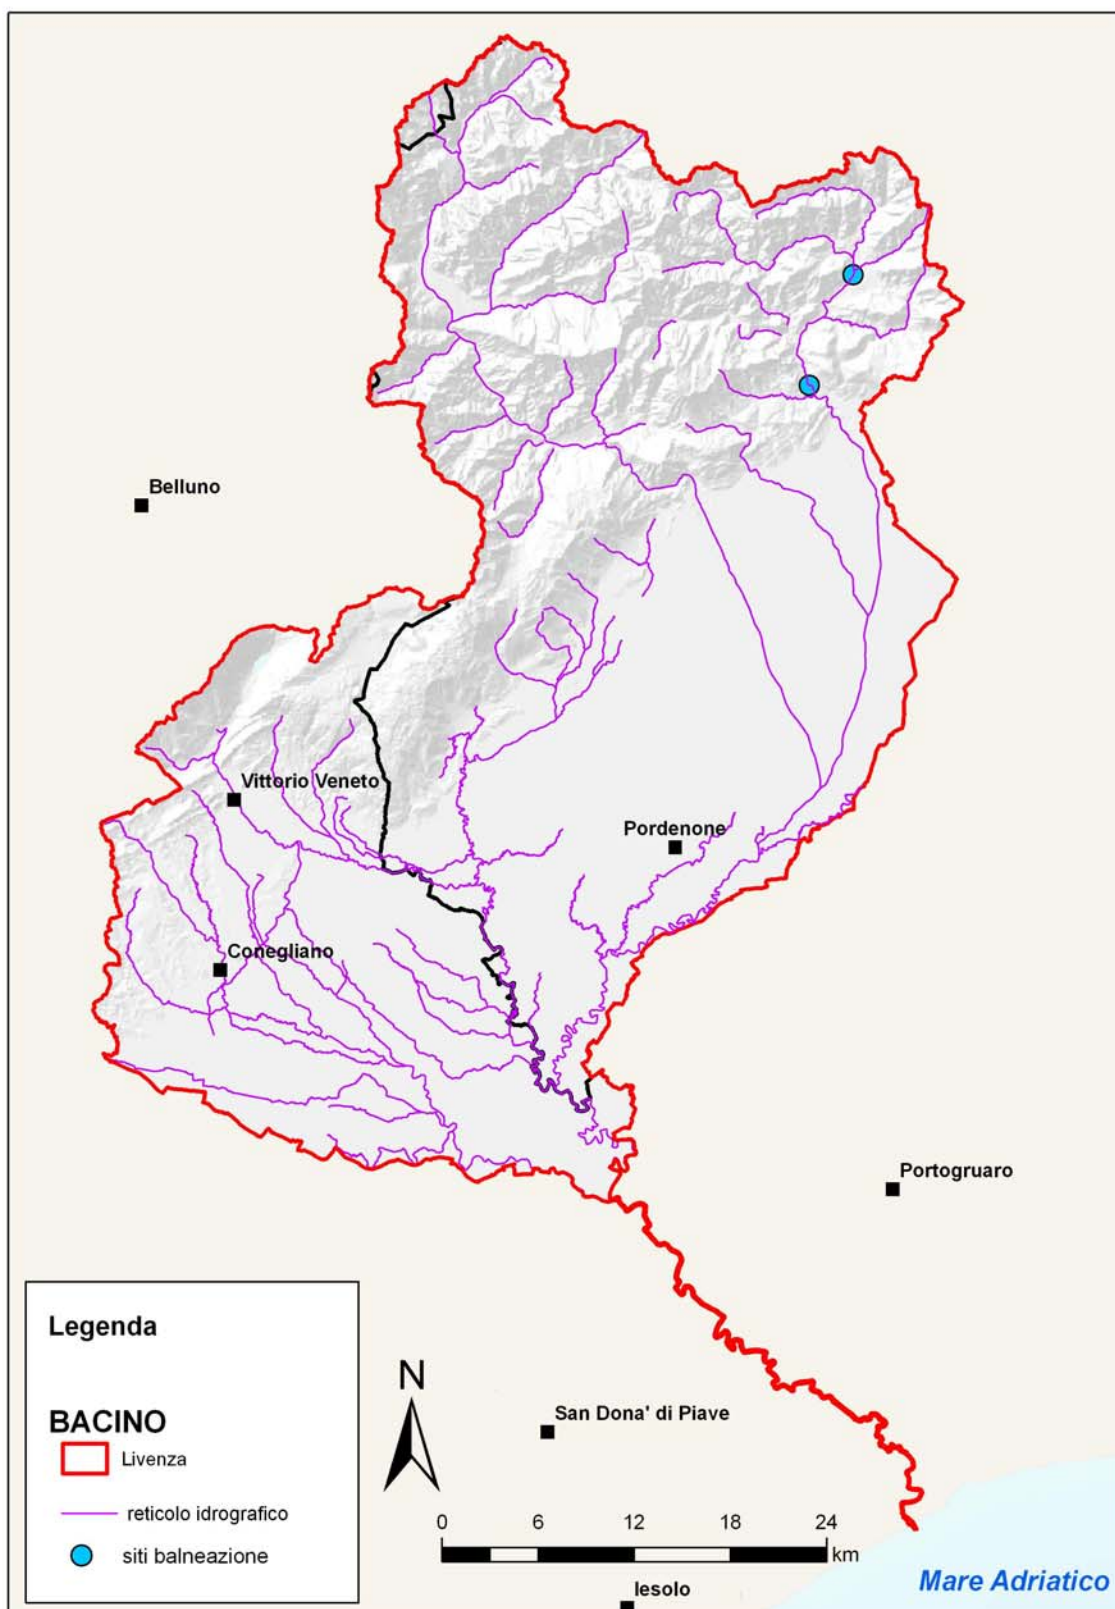 Belluno
Vittorio Veneto
Pordenone
Conegliano
Portogruaro
Legenda
BACINO
Livenza
reticolo idrografico
siti balneazione
N
San Dona' di Piave
0 6 12 18 24
km
Iesolo
Mare Adriatico